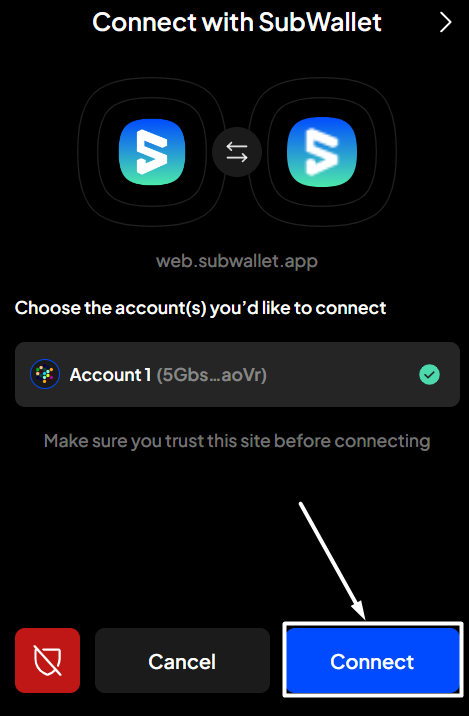 Connect with SubWallet
web.subwallet.app
Choose the account(s) you’d like to connect
Account 1 (5Gbs...aoVr)
Make sure you trust this site before connecting
Cancel
Connect